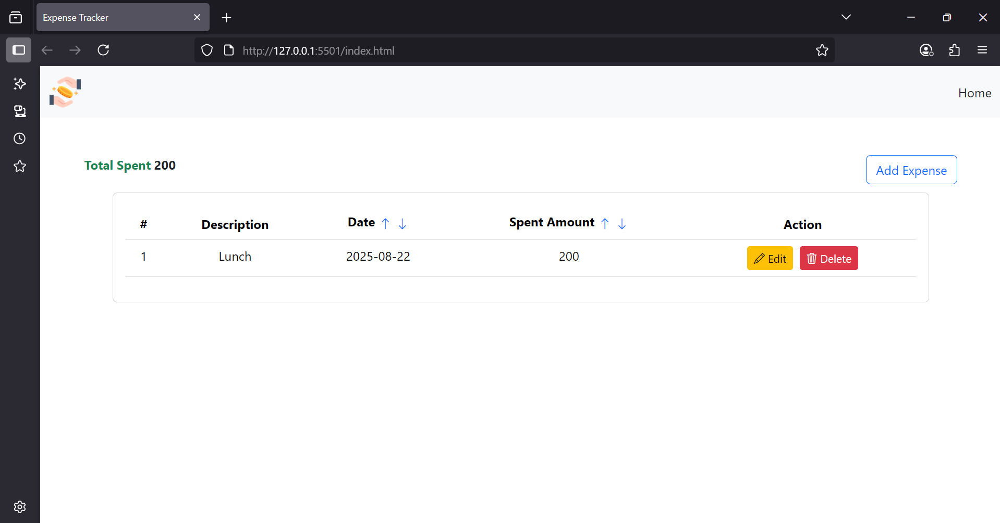 Expense Tracker
http://127.0.0.1:5501/index.html
Home
Total Spent 200
Add Expense
# Description Date ↑ ↓ Spent Amount ↑ ↓ Action
1 Lunch 2025-08-22 200 Edit Delete